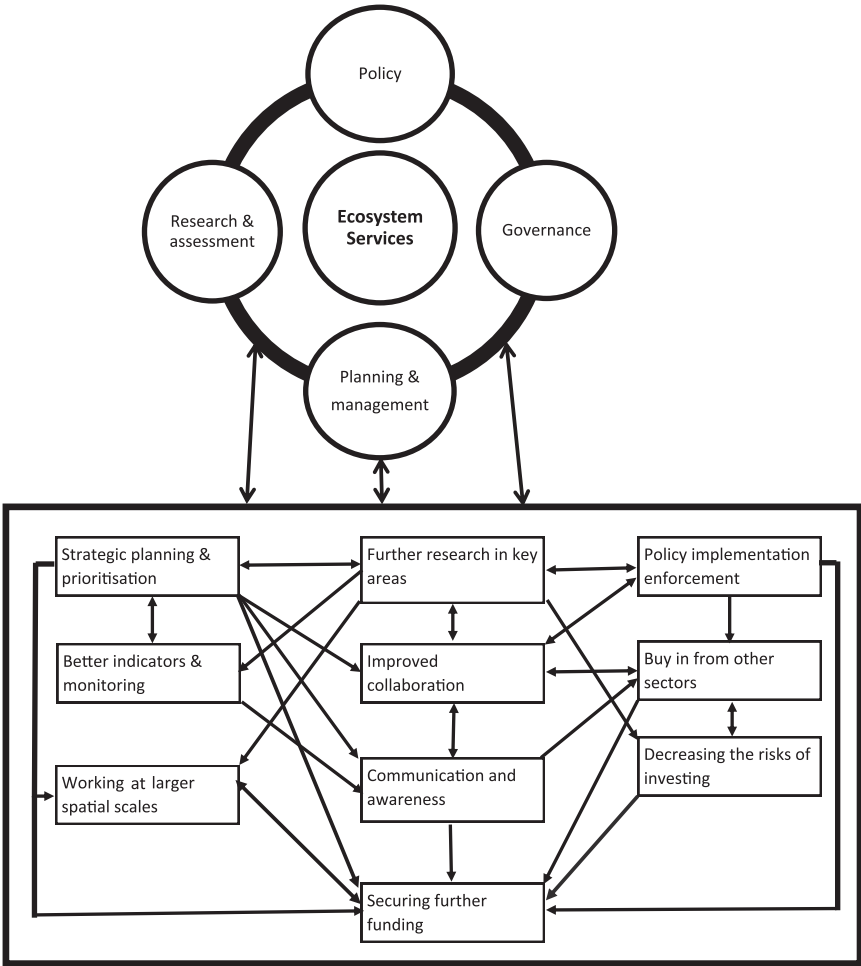 Policy
Research &
assessment
Ecosystem
Services
Governance
Planning &
management
Strategic planning &
prioritisation
Further research in key
areas
Policy implementation
enforcement
Better indicators &
monitoring
Improved
collaboration
Buy in from other
sectors
Working at larger
spatial scales
Communication and
awareness
Decreasing the risks of
investing
Securing further
funding